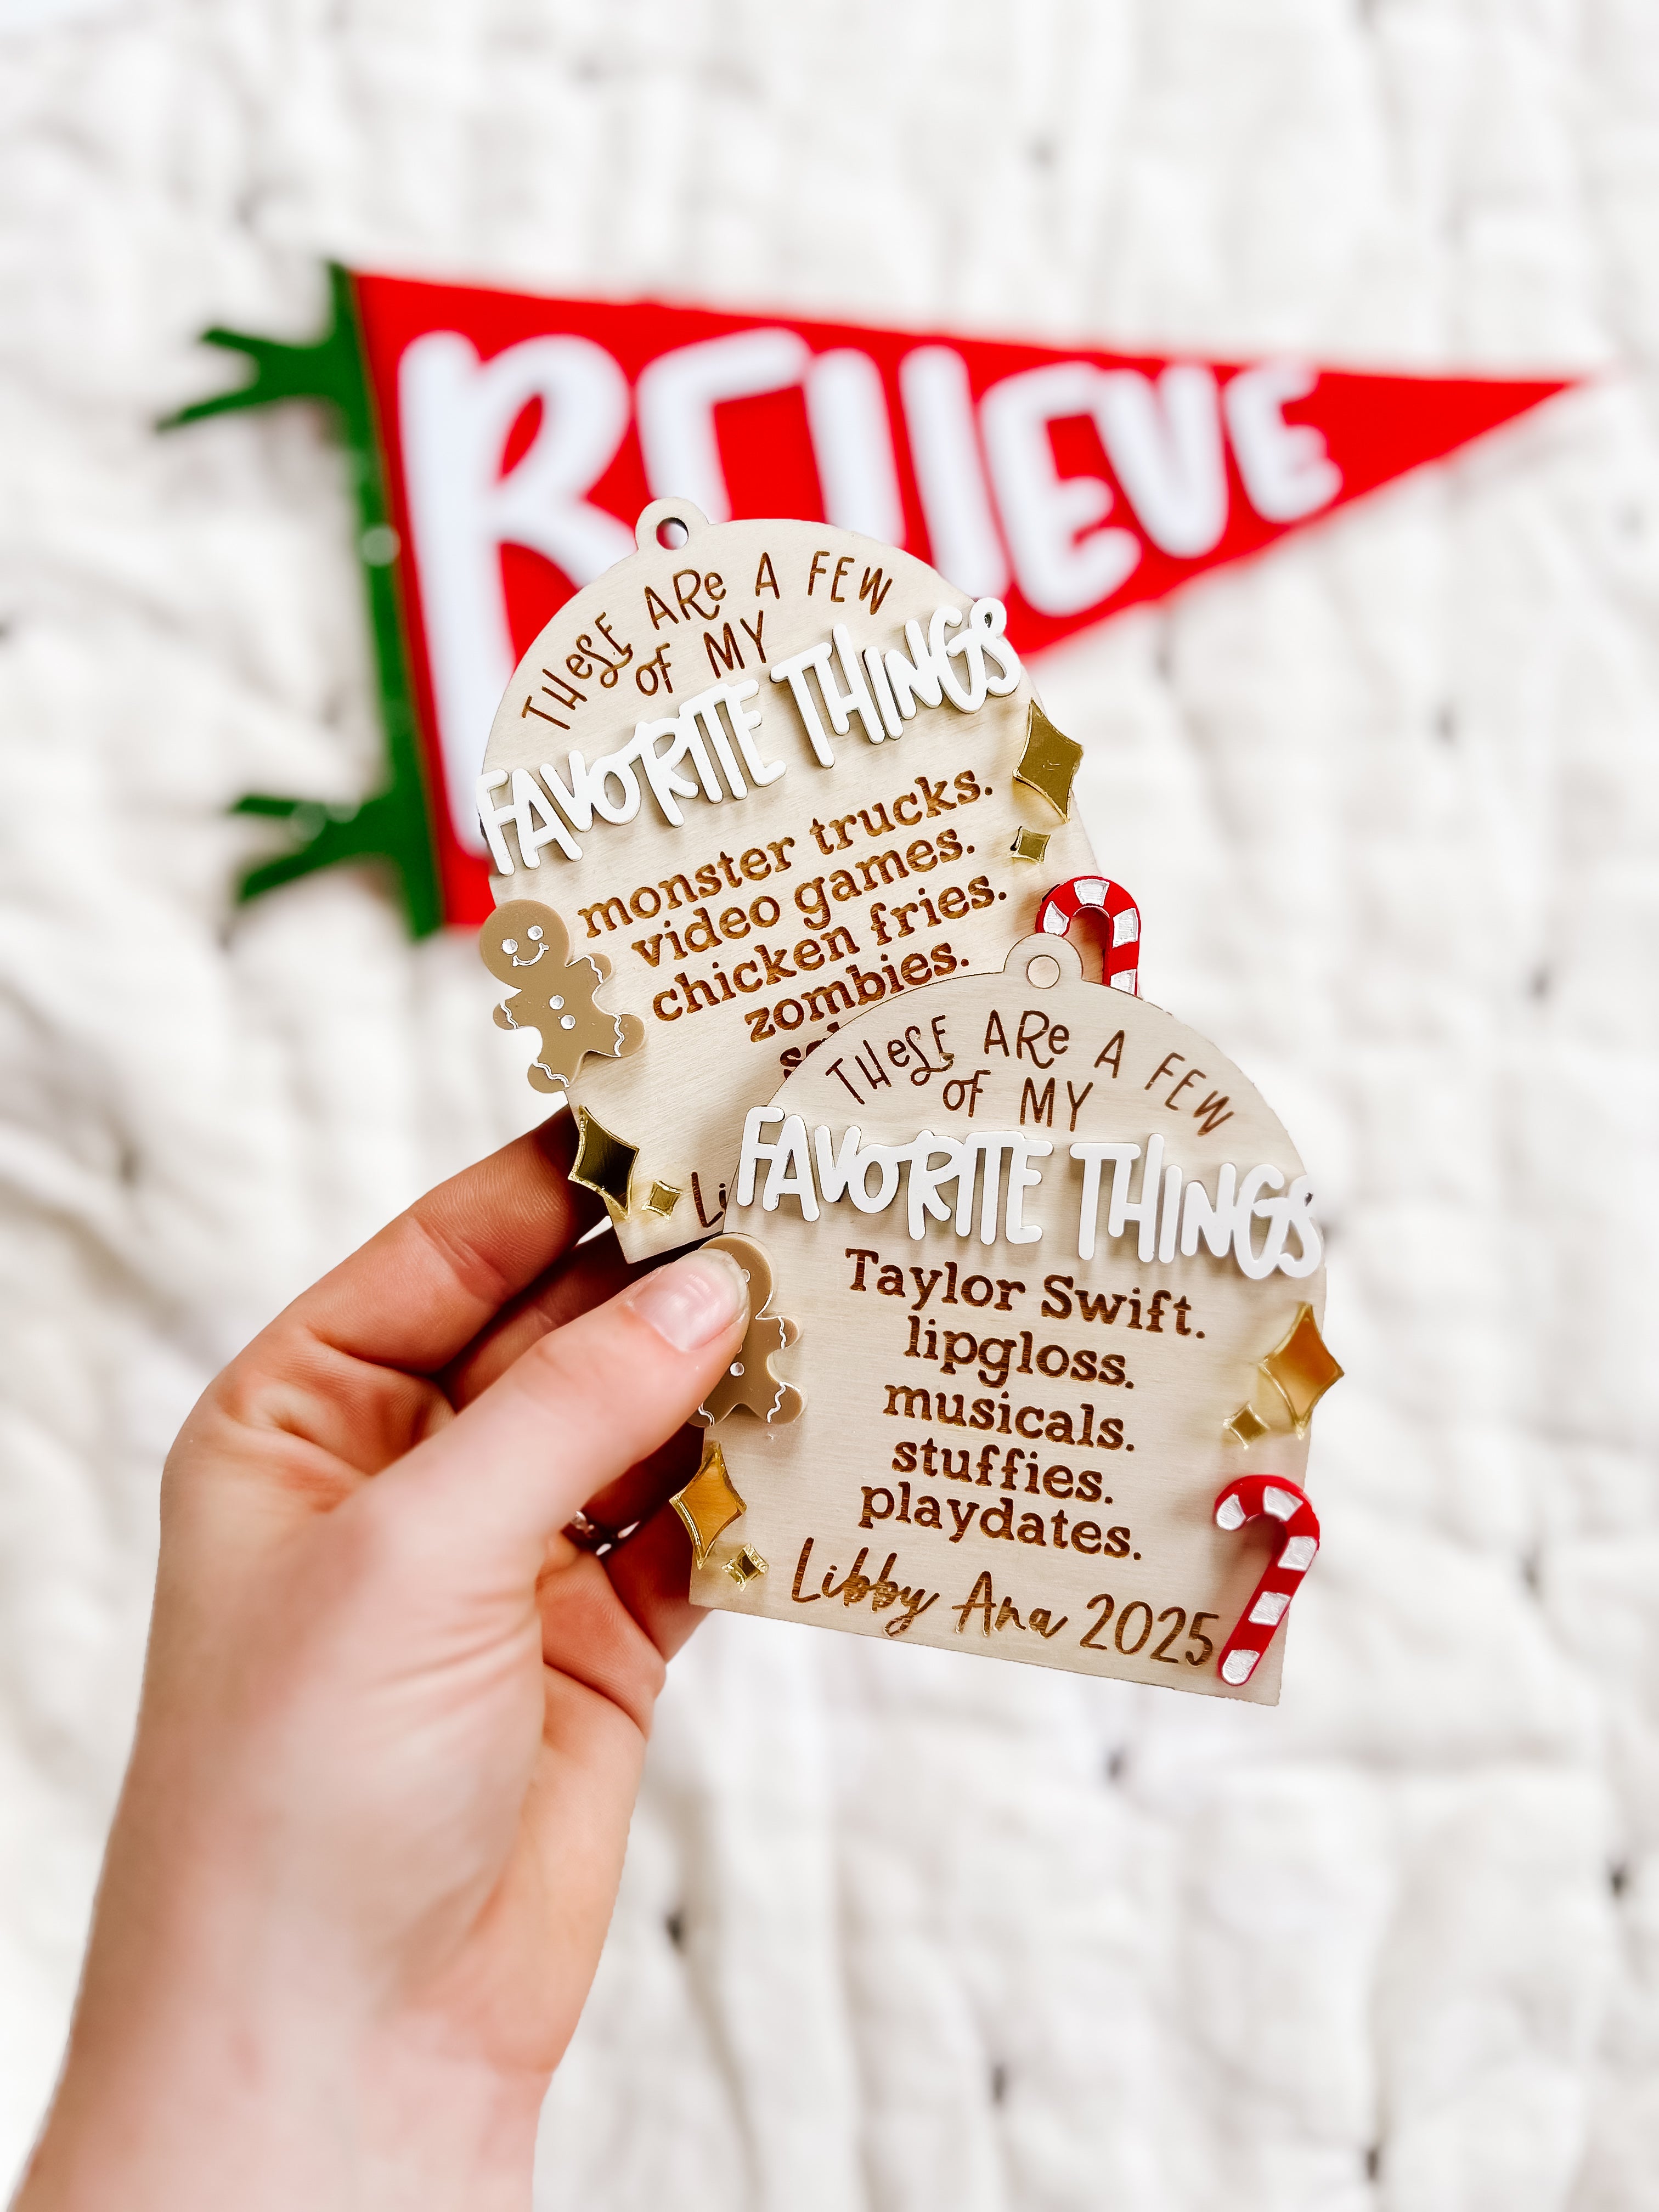 BELIEVE
THESE ARE A FEW
OF MY
FAVORITE THINGS
monster trucks.
video games.
chicken fries.
zombies.
THESE ARE A FEW
OF MY
FAVORITE THINGS
Taylor Swift.
lipgloss.
musicals.
stuffies.
playdates.
Libby Ana 2025